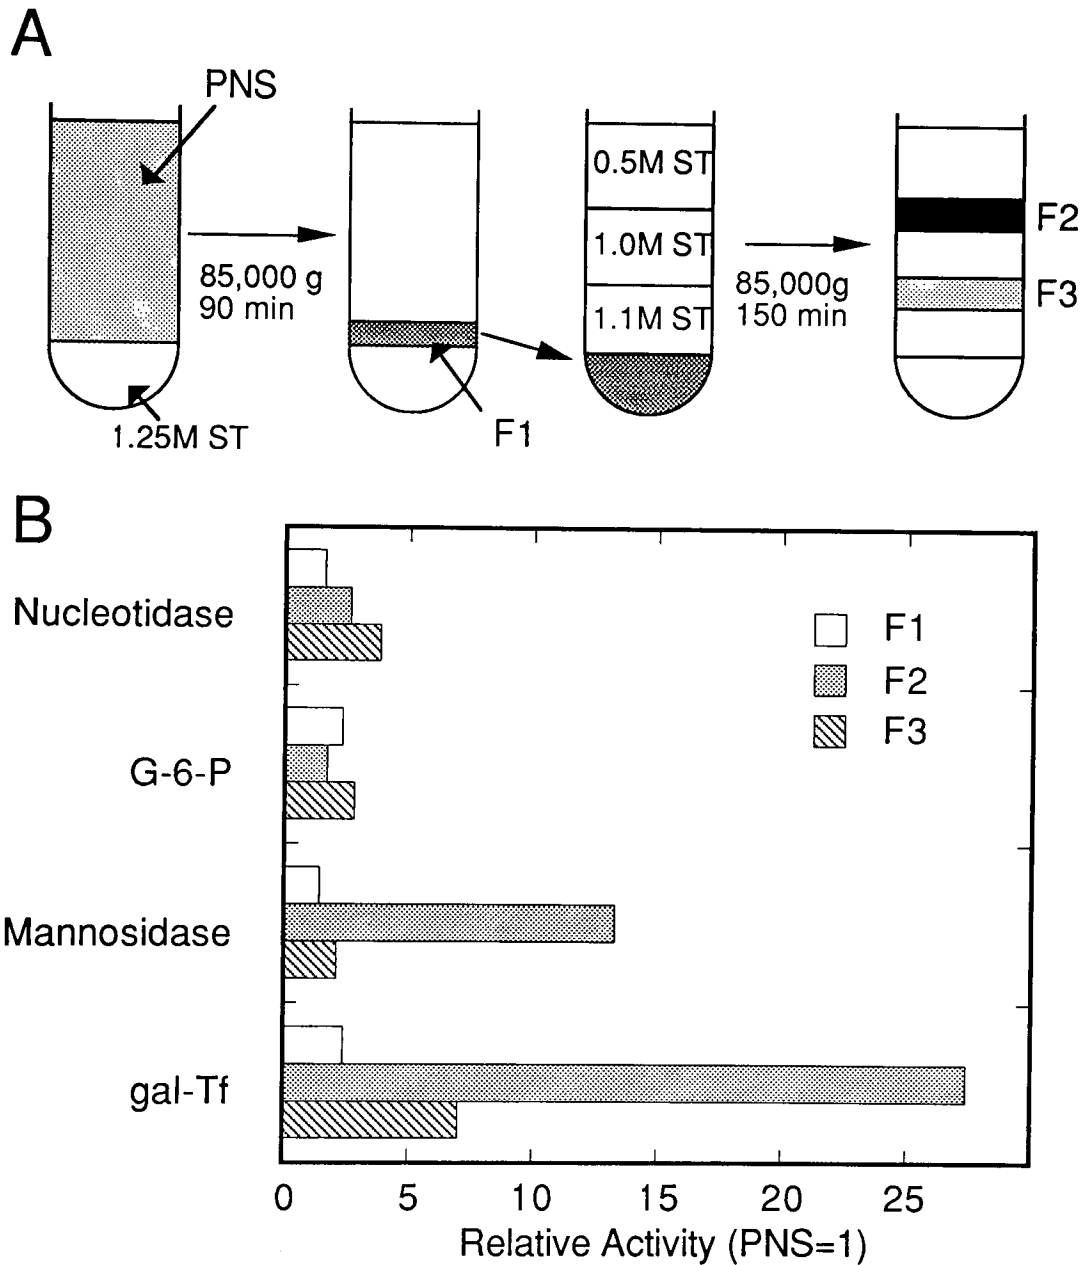 A
PNS
85,000 g
90 min
1.25M ST
F1
0.5M ST
1.0M ST
1.1M ST
85,000g
150 min
F2
F3
B
Nucleotidase
G-6-P
Mannosidase
gal-Tf
F1
F2
F3
0 5 10 15 20 25
Relative Activity (PNS=1)